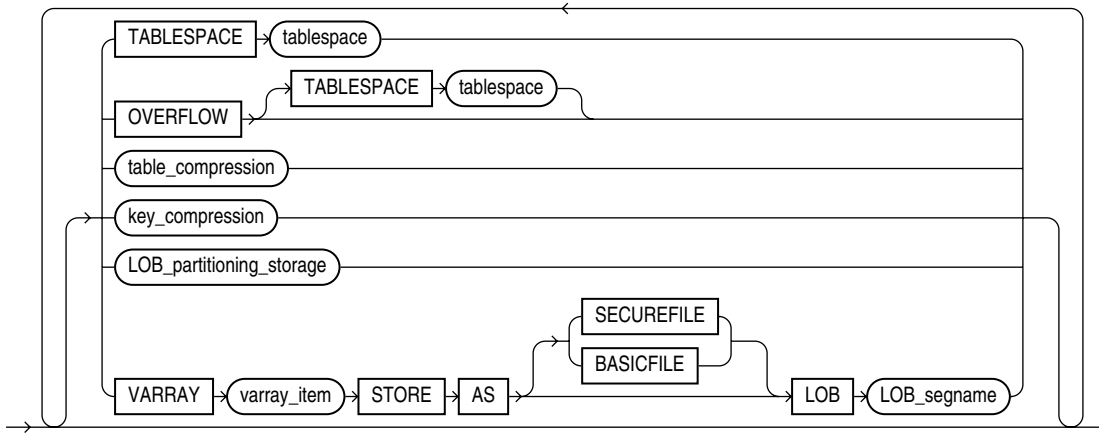 TABLESPACE tablespace
TABLESPACE tablespace
OVERFLOW
table_compression
key_compression
LOB_partitioning_storage
SECUREFILE
BASICFILE
VARRAY varray_item STORE AS LOB LOB_segname